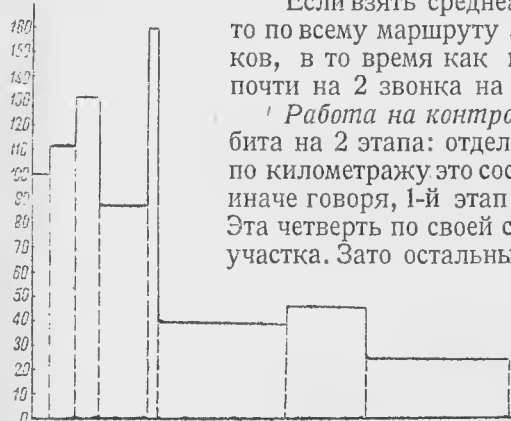 Если взять средне
то по всему маршруту
ков, в то время как
почти на 2 звонка на
Работа на контро
бита на 2 этапа: отдел
по километражу это сос
иначе говоря, 1-й этап
Эта четверть по своей с
участка. Зато остальны
160
150
140
130
120
110
100
90
80
70
60
50
40
30
20
10
0